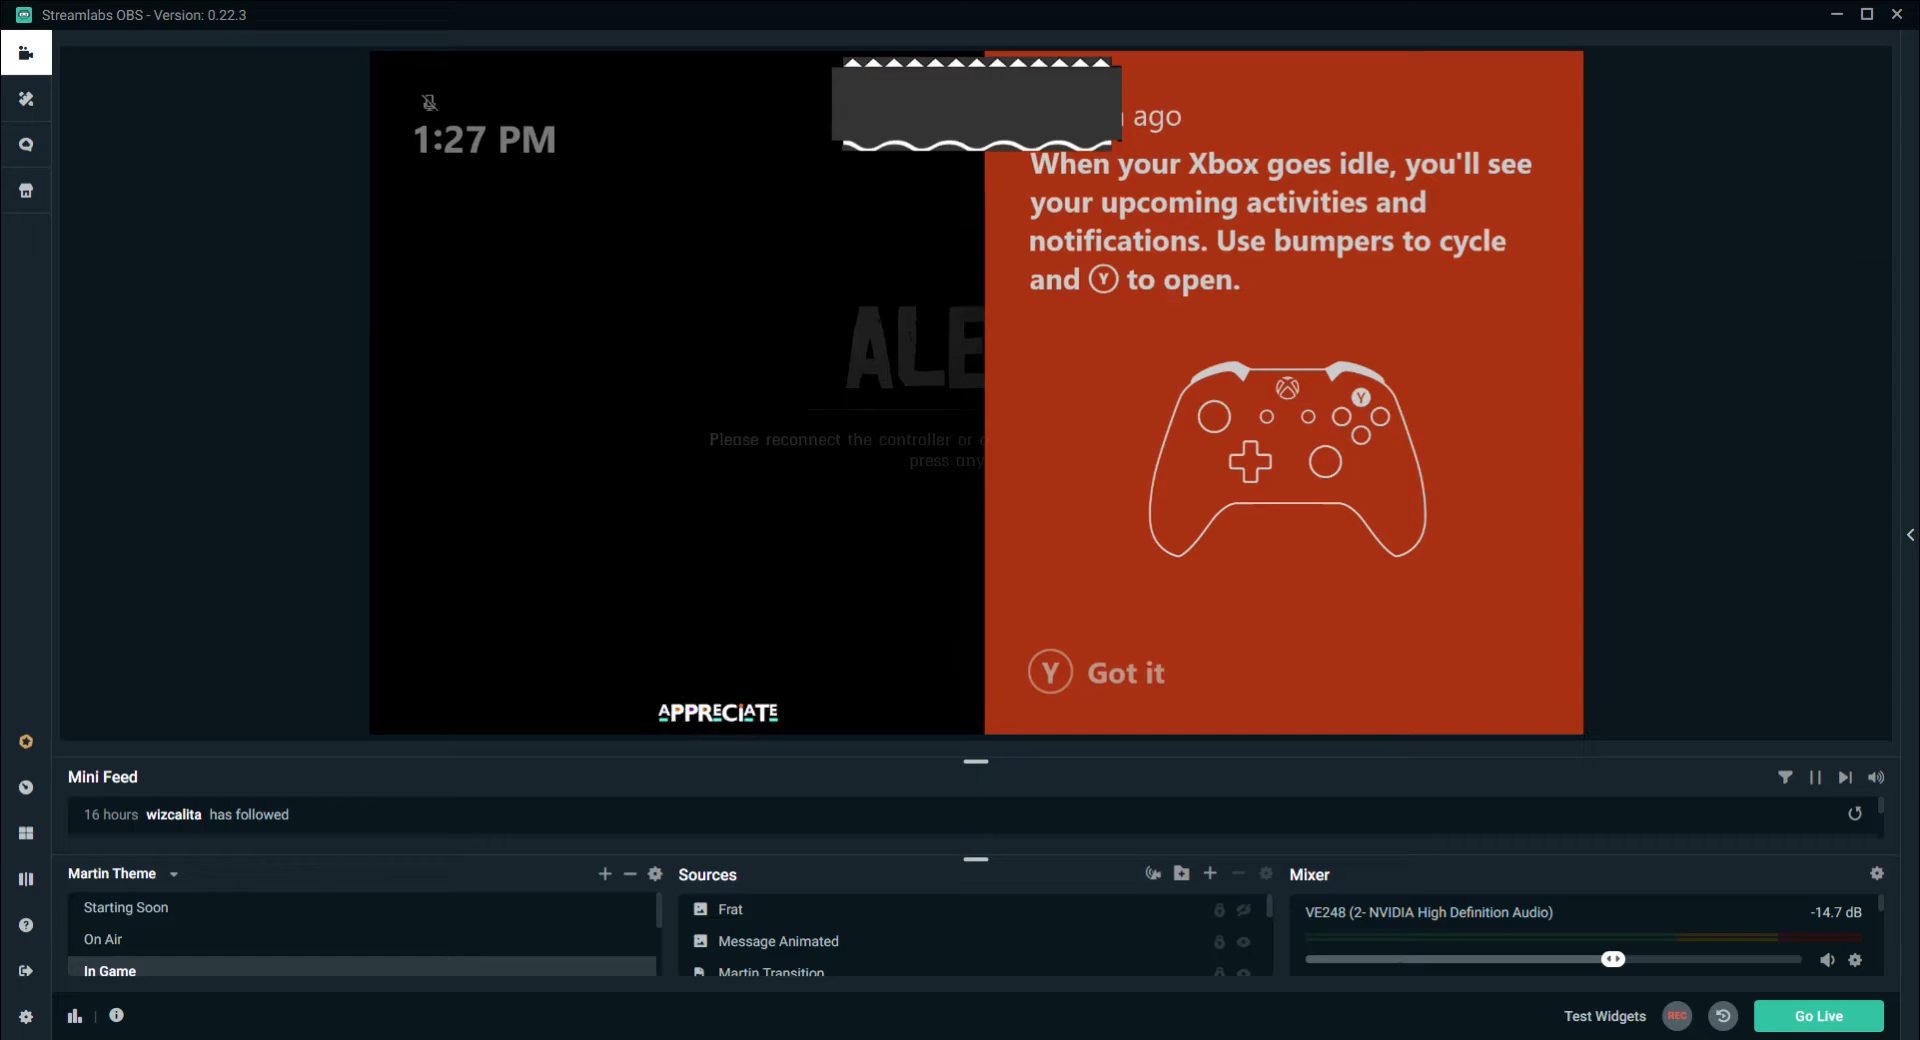 Streamlabs OBS - Version: 0.22.3
1:27 PM
ago
When your Xbox goes idle, you'll see
your upcoming activities and
notifications. Use bumpers to cycle
and Y to open.
ALE
Y
Please reconnect the controller or
press any
Y Got it
APPRECIATE
Mini Feed
16 hours wizcalita has followed
Martin Theme
Starting Soon
On Air
In Game
Sources
Frat
Message Animated
Martin Transition
Mixer
VE248 (2- NVIDIA High Definition Audio) -14.7 dB
Test Widgets REC Go Live